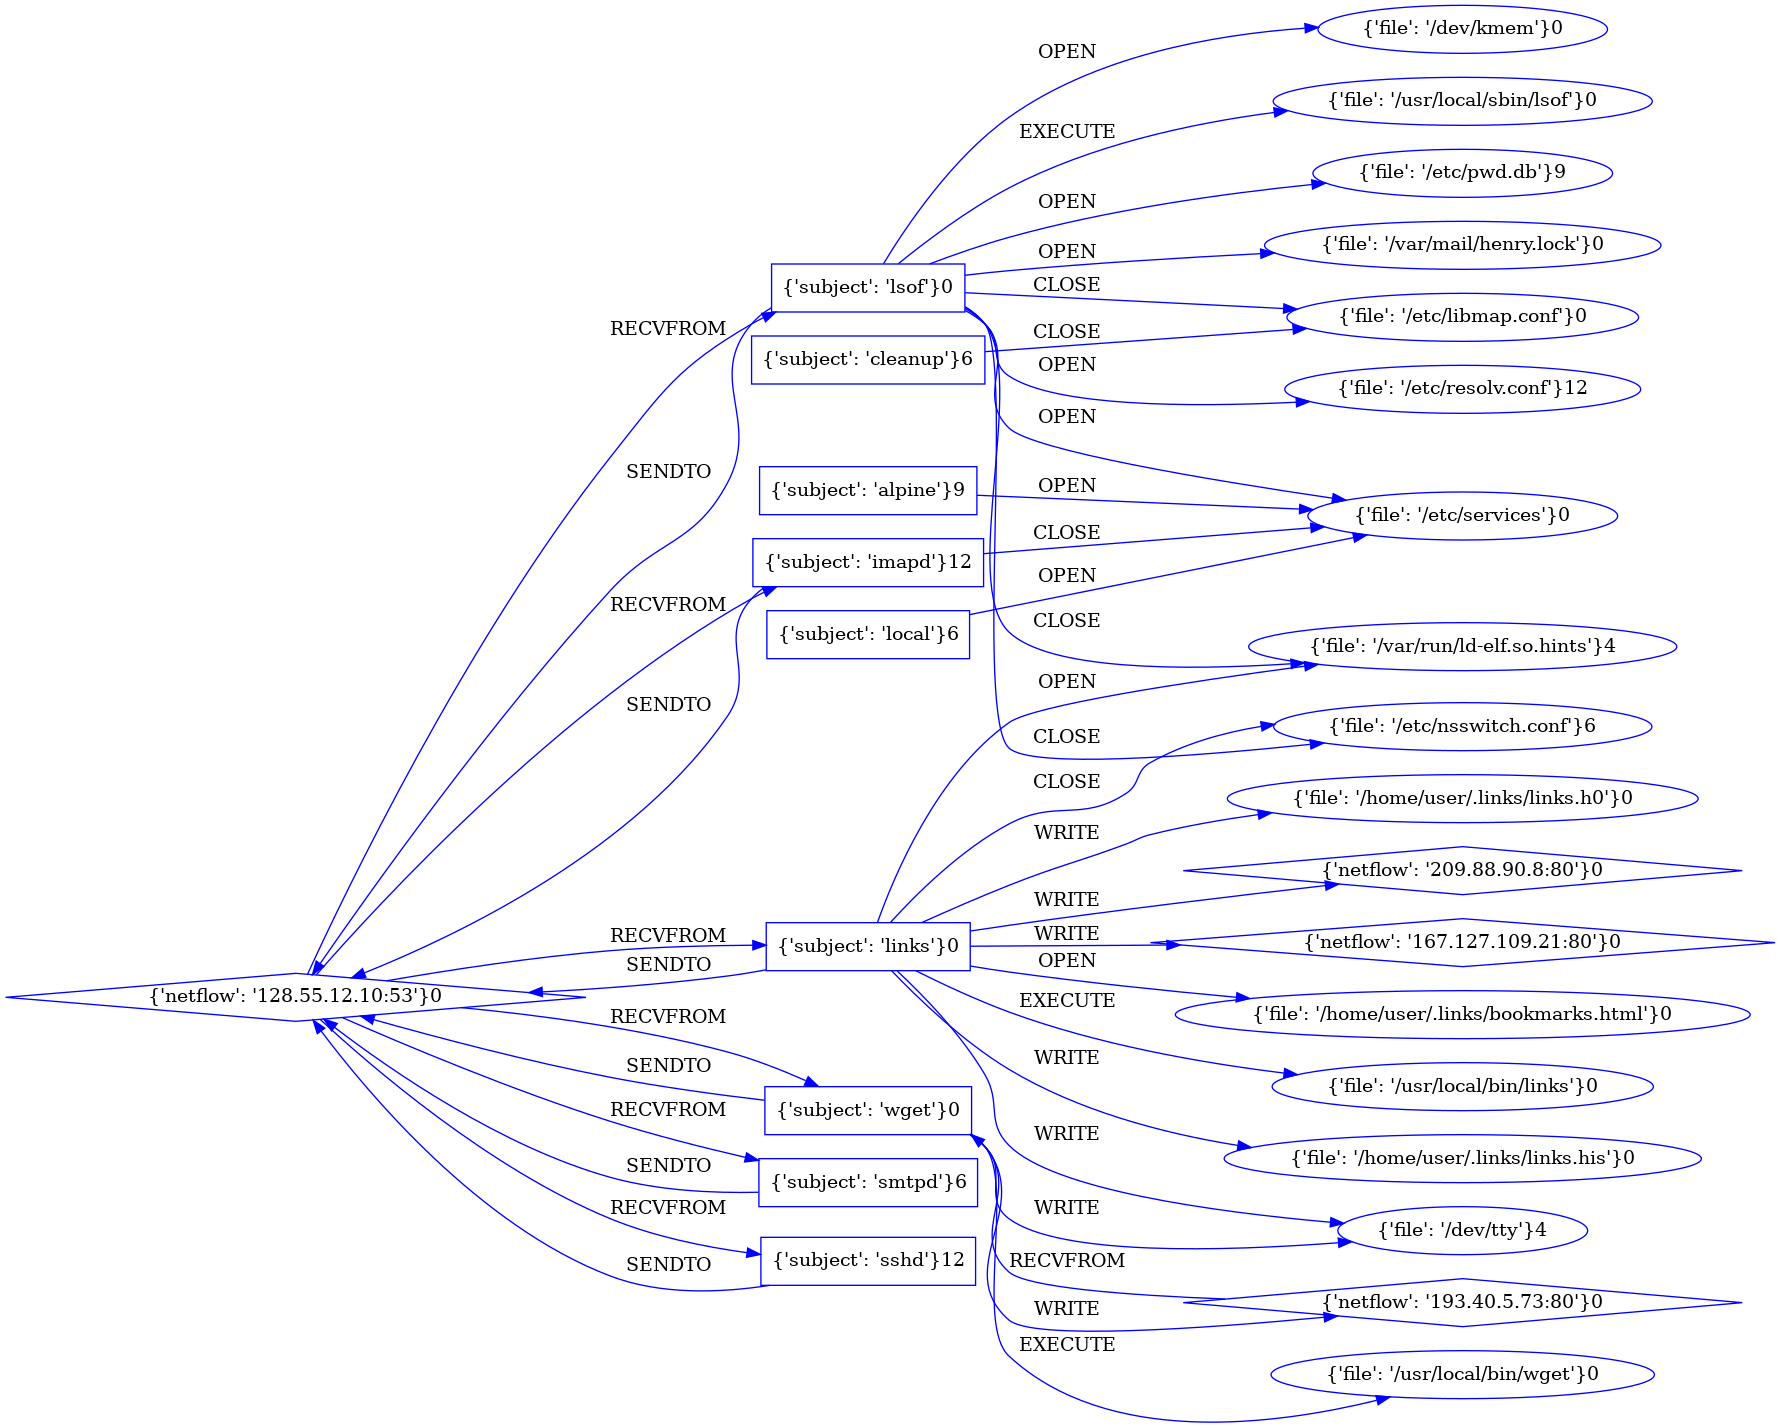 {'file': '/dev/kmem'}0
OPEN
{'file': '/usr/local/sbin/lsof'}0
EXECUTE
{'file': '/etc/pwd.db'}9
OPEN
{'file': '/var/mail/henry.lock'}0
OPEN
{'subject': 'lsof'}0
CLOSE
{'file': '/etc/libmap.conf'}0
RECVFROM
CLOSE
{'subject': 'cleanup'}6
OPEN
{'file': '/etc/resolv.conf'}12
OPEN
SENDTO
{'subject': 'alpine'}9
OPEN
{'file': '/etc/services'}0
CLOSE
{'subject': 'imapd'}12
OPEN
RECVFROM
CLOSE
{'subject': 'local'}6
{'file': '/var/run/ld-elf.so.hints'}4
OPEN
SENDTO
{'file': '/etc/nsswitch.conf'}6
CLOSE
CLOSE
{'file': '/home/user/.links/links.h0'}0
WRITE
{'netflow': '209.88.90.8:80'}0
WRITE
RECVFROM
WRITE
{'subject': 'links'}0
{'netflow': '167.127.109.21:80'}0
SENDTO
OPEN
{'netflow': '128.55.12.10:53'}0
EXECUTE
{'file': '/home/user/.links/bookmarks.html'}0
RECVFROM
WRITE
SENDTO
{'file': '/usr/local/bin/links'}0
{'subject': 'wget'}0
RECVFROM
WRITE
{'file': '/home/user/.links/links.his'}0
SENDTO
{'subject': 'smtpd'}6
RECVFROM
WRITE
{'file': '/dev/tty'}4
SENDTO
{'subject': 'sshd'}12
RECVFROM
{'netflow': '193.40.5.73:80'}0
WRITE
EXECUTE
{'file': '/usr/local/bin/wget'}0